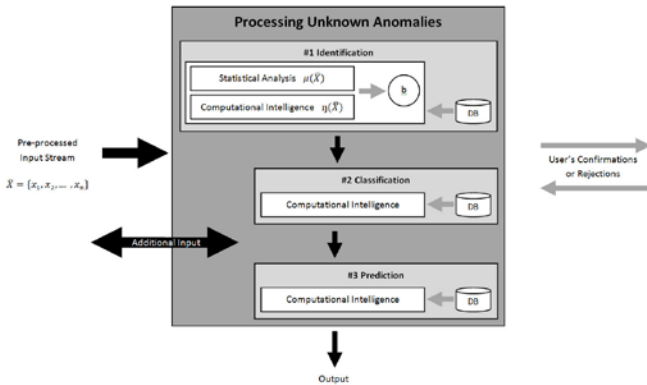 Processing Unknown Anomalies
#1 Identification
Statistical Analysis μ(X̄)
Computational Intelligence η(X̄)
b
DB
Pre-processed
Input Stream
X̄ = {x₁, x₂, ... . xₙ}
User's Confirmations
or Rejections
#2 Classification
Computational Intelligence
DB
Additional Input
#3 Prediction
Computational Intelligence
DB
Output